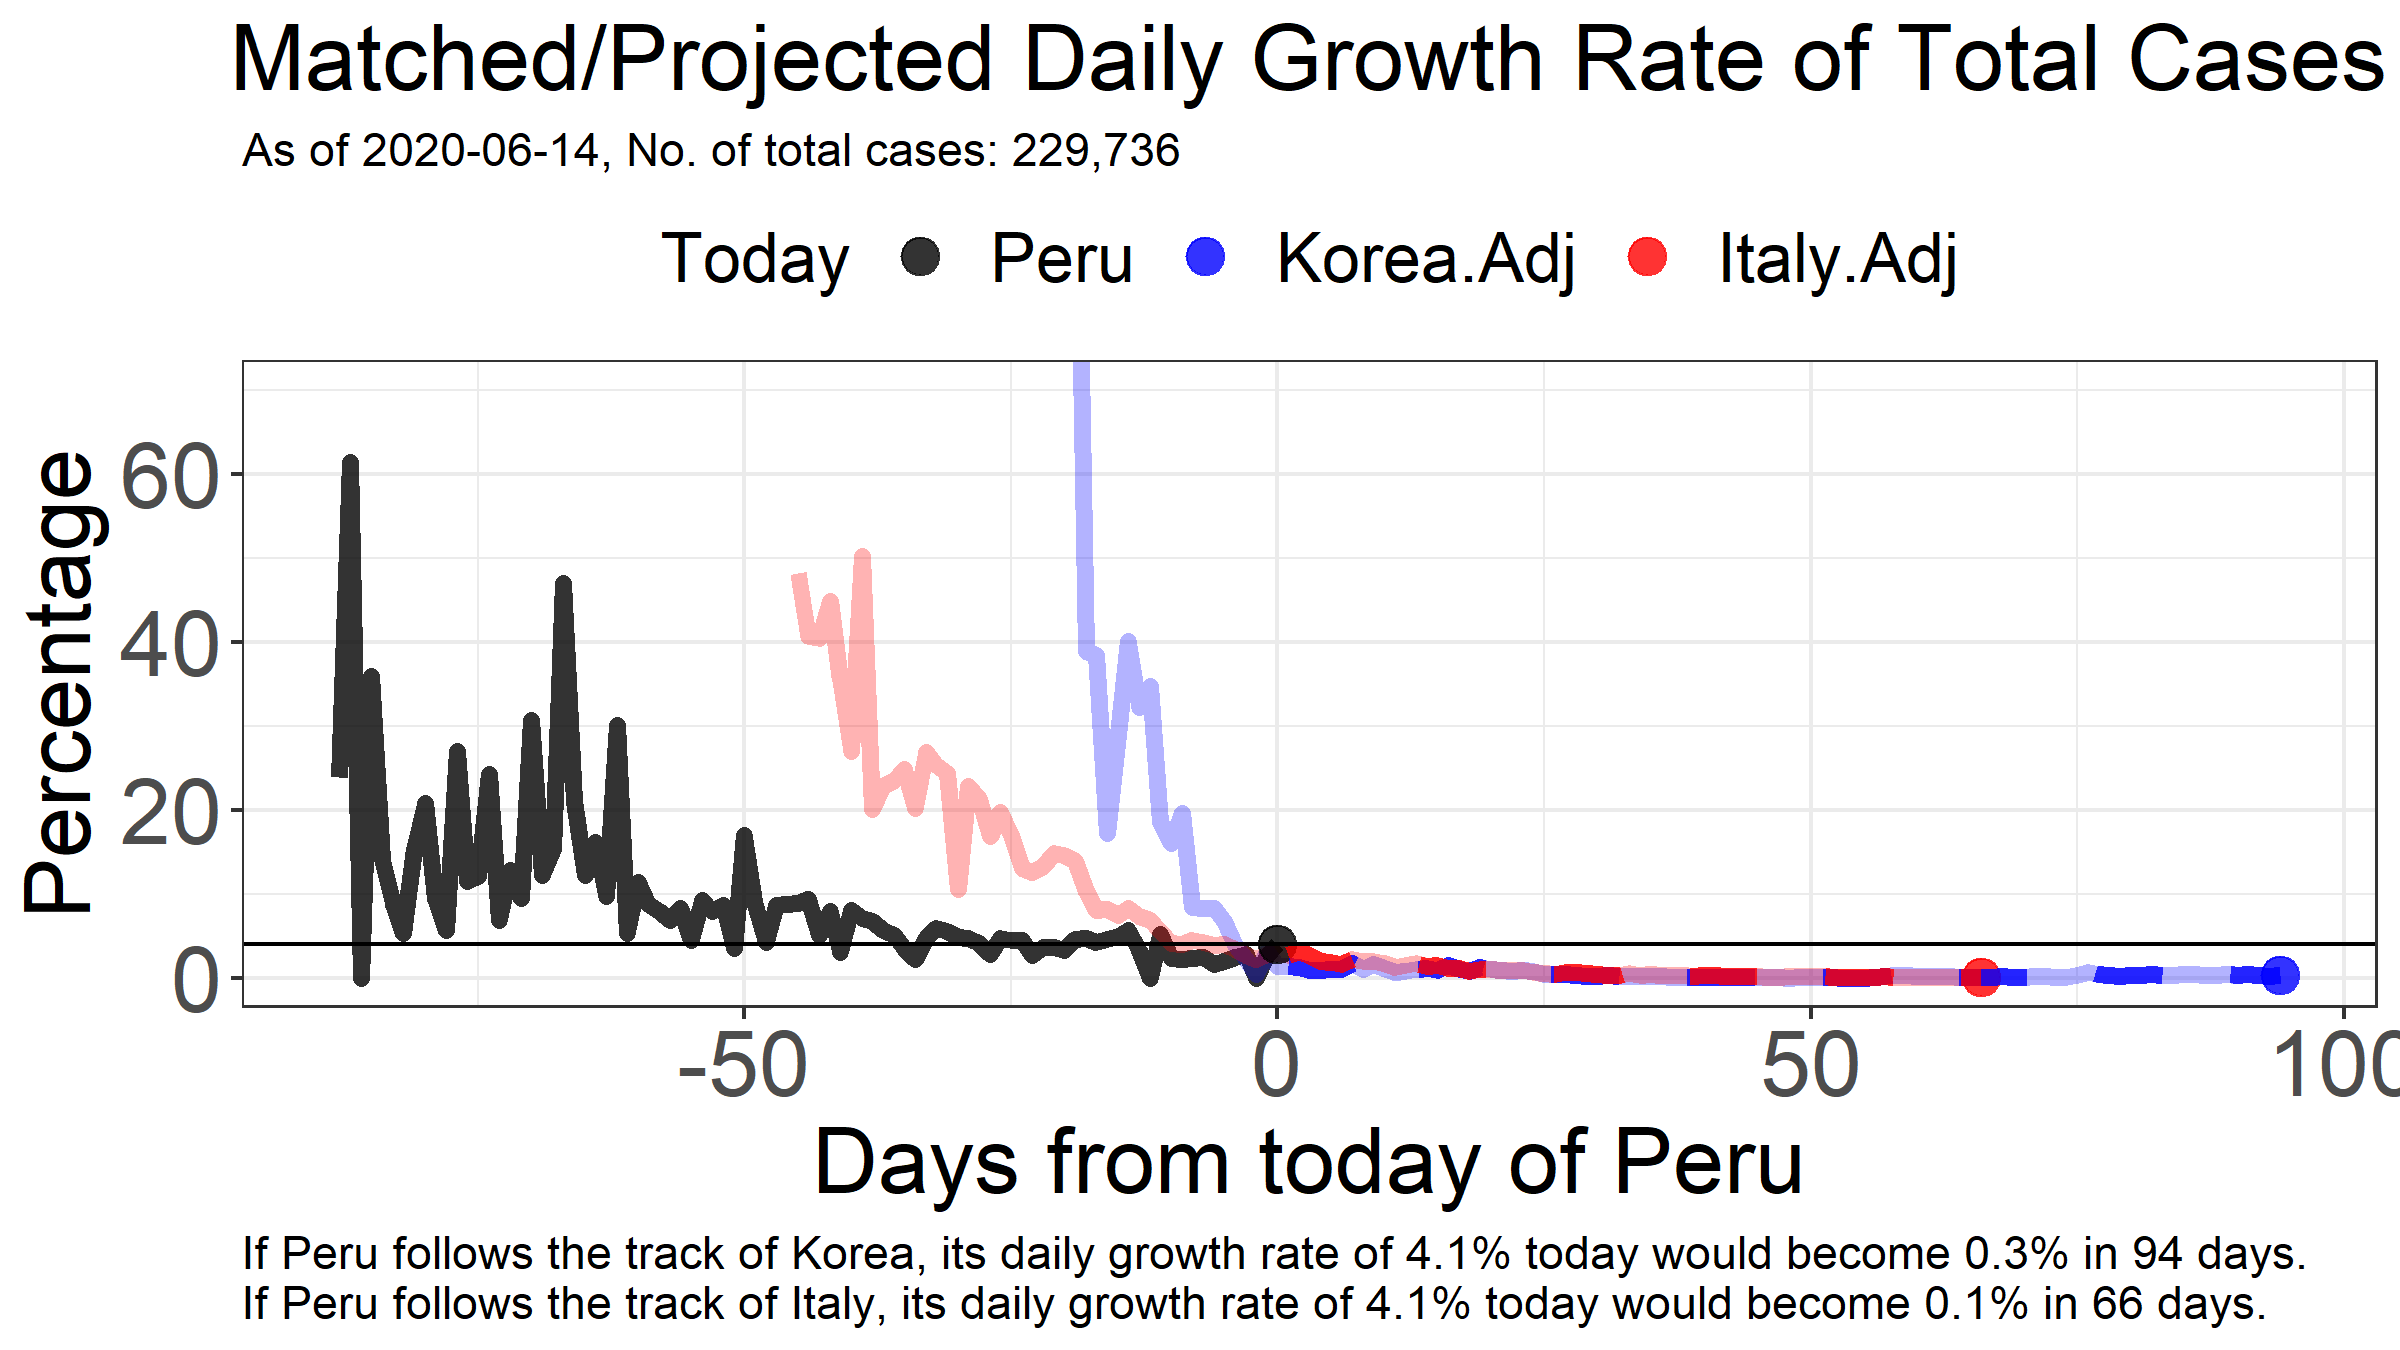 Matched/Projected Daily Growth Rate of Total Cases
As of 2020-06-14, No. of total cases: 229,736
Today Peru Korea.Adj Italy.Adj
Percentage
60
40
20
0
-50 0 50 100
Days from today of Peru
If Peru follows the track of Korea, its daily growth rate of 4.1% today would become 0.3% in 94 days.
If Peru follows the track of Italy, its daily growth rate of 4.1% today would become 0.1% in 66 days.